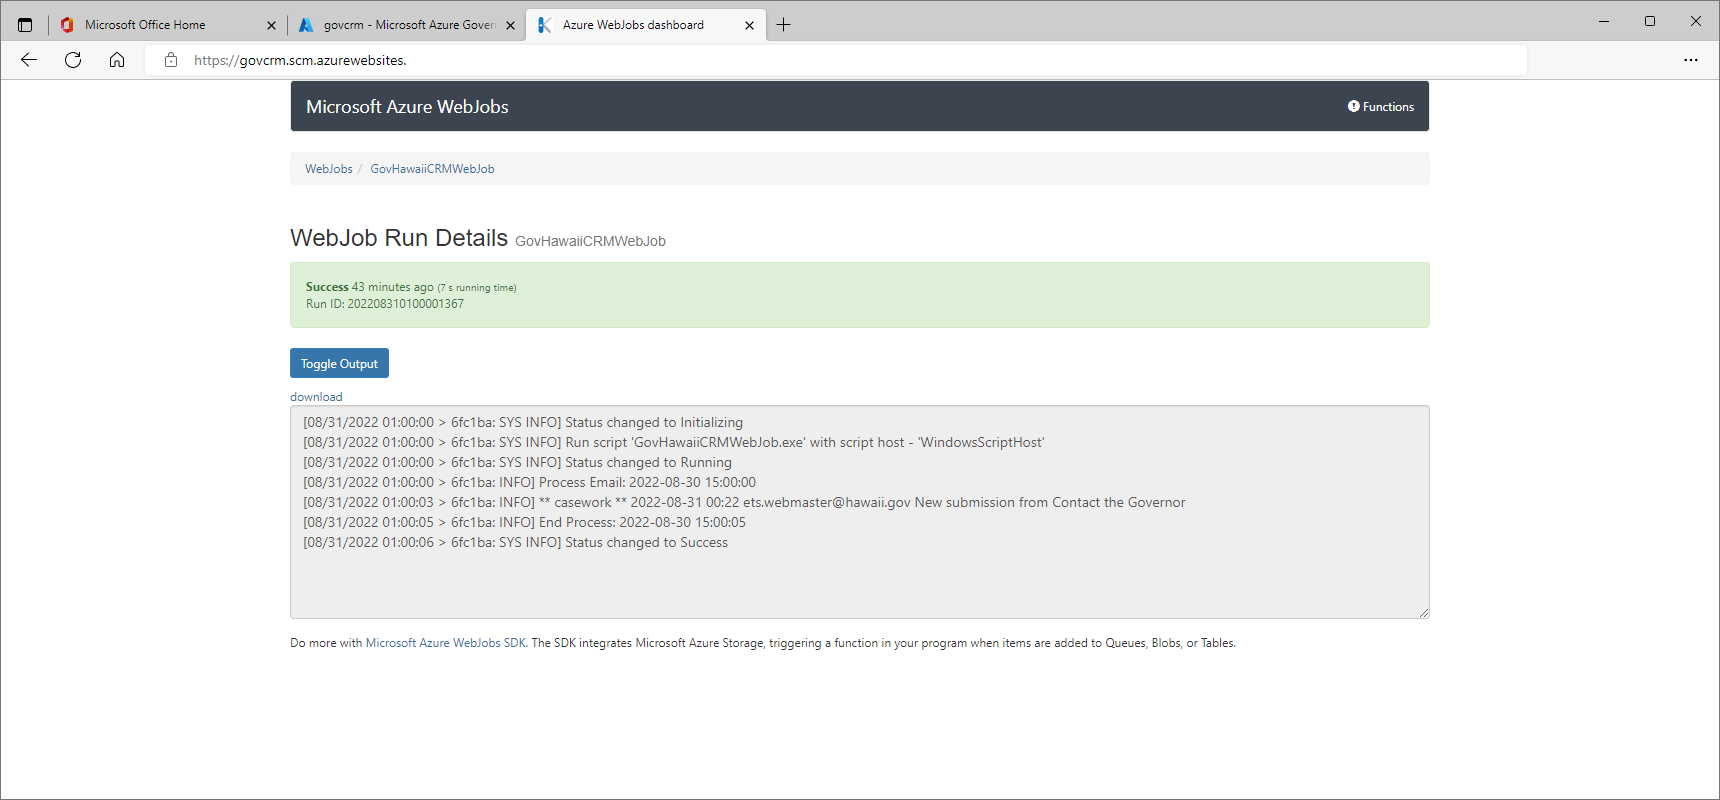 Microsoft Office Home
govcrm - Microsoft Azure Gover
Azure WebJobs dashboard
https://govcrm.scm.azurewebsites.
Microsoft Azure WebJobs
Functions
WebJobs / GovHawaiiCRMWebJob
WebJob Run Details GovHawaiiCRMWebJob
Success 43 minutes ago (7 s running time)
Run ID: 202208310100001367
Toggle Output
download
[08/31/2022 01:00:00 > 6fc1ba: SYS INFO] Status changed to Initializing
[08/31/2022 01:00:00 > 6fc1ba: SYS INFO] Run script 'GovHawaiiCRMWebJob.exe' with script host - 'WindowsScriptHost'
[08/31/2022 01:00:00 > 6fc1ba: SYS INFO] Status changed to Running
[08/31/2022 01:00:00 > 6fc1ba: INFO] Process Email: 2022-08-30 15:00:00
[08/31/2022 01:00:03 > 6fc1ba: INFO] ** casework ** 2022-08-31 00:22 ets.webmaster@hawaii.gov New submission from Contact the Governor
[08/31/2022 01:00:05 > 6fc1ba: INFO] End Process: 2022-08-30 15:00:05
[08/31/2022 01:00:06 > 6fc1ba: SYS INFO] Status changed to Success
Do more with Microsoft Azure WebJobs SDK. The SDK integrates Microsoft Azure Storage, triggering a function in your program when items are added to Queues, Blobs, or Tables.